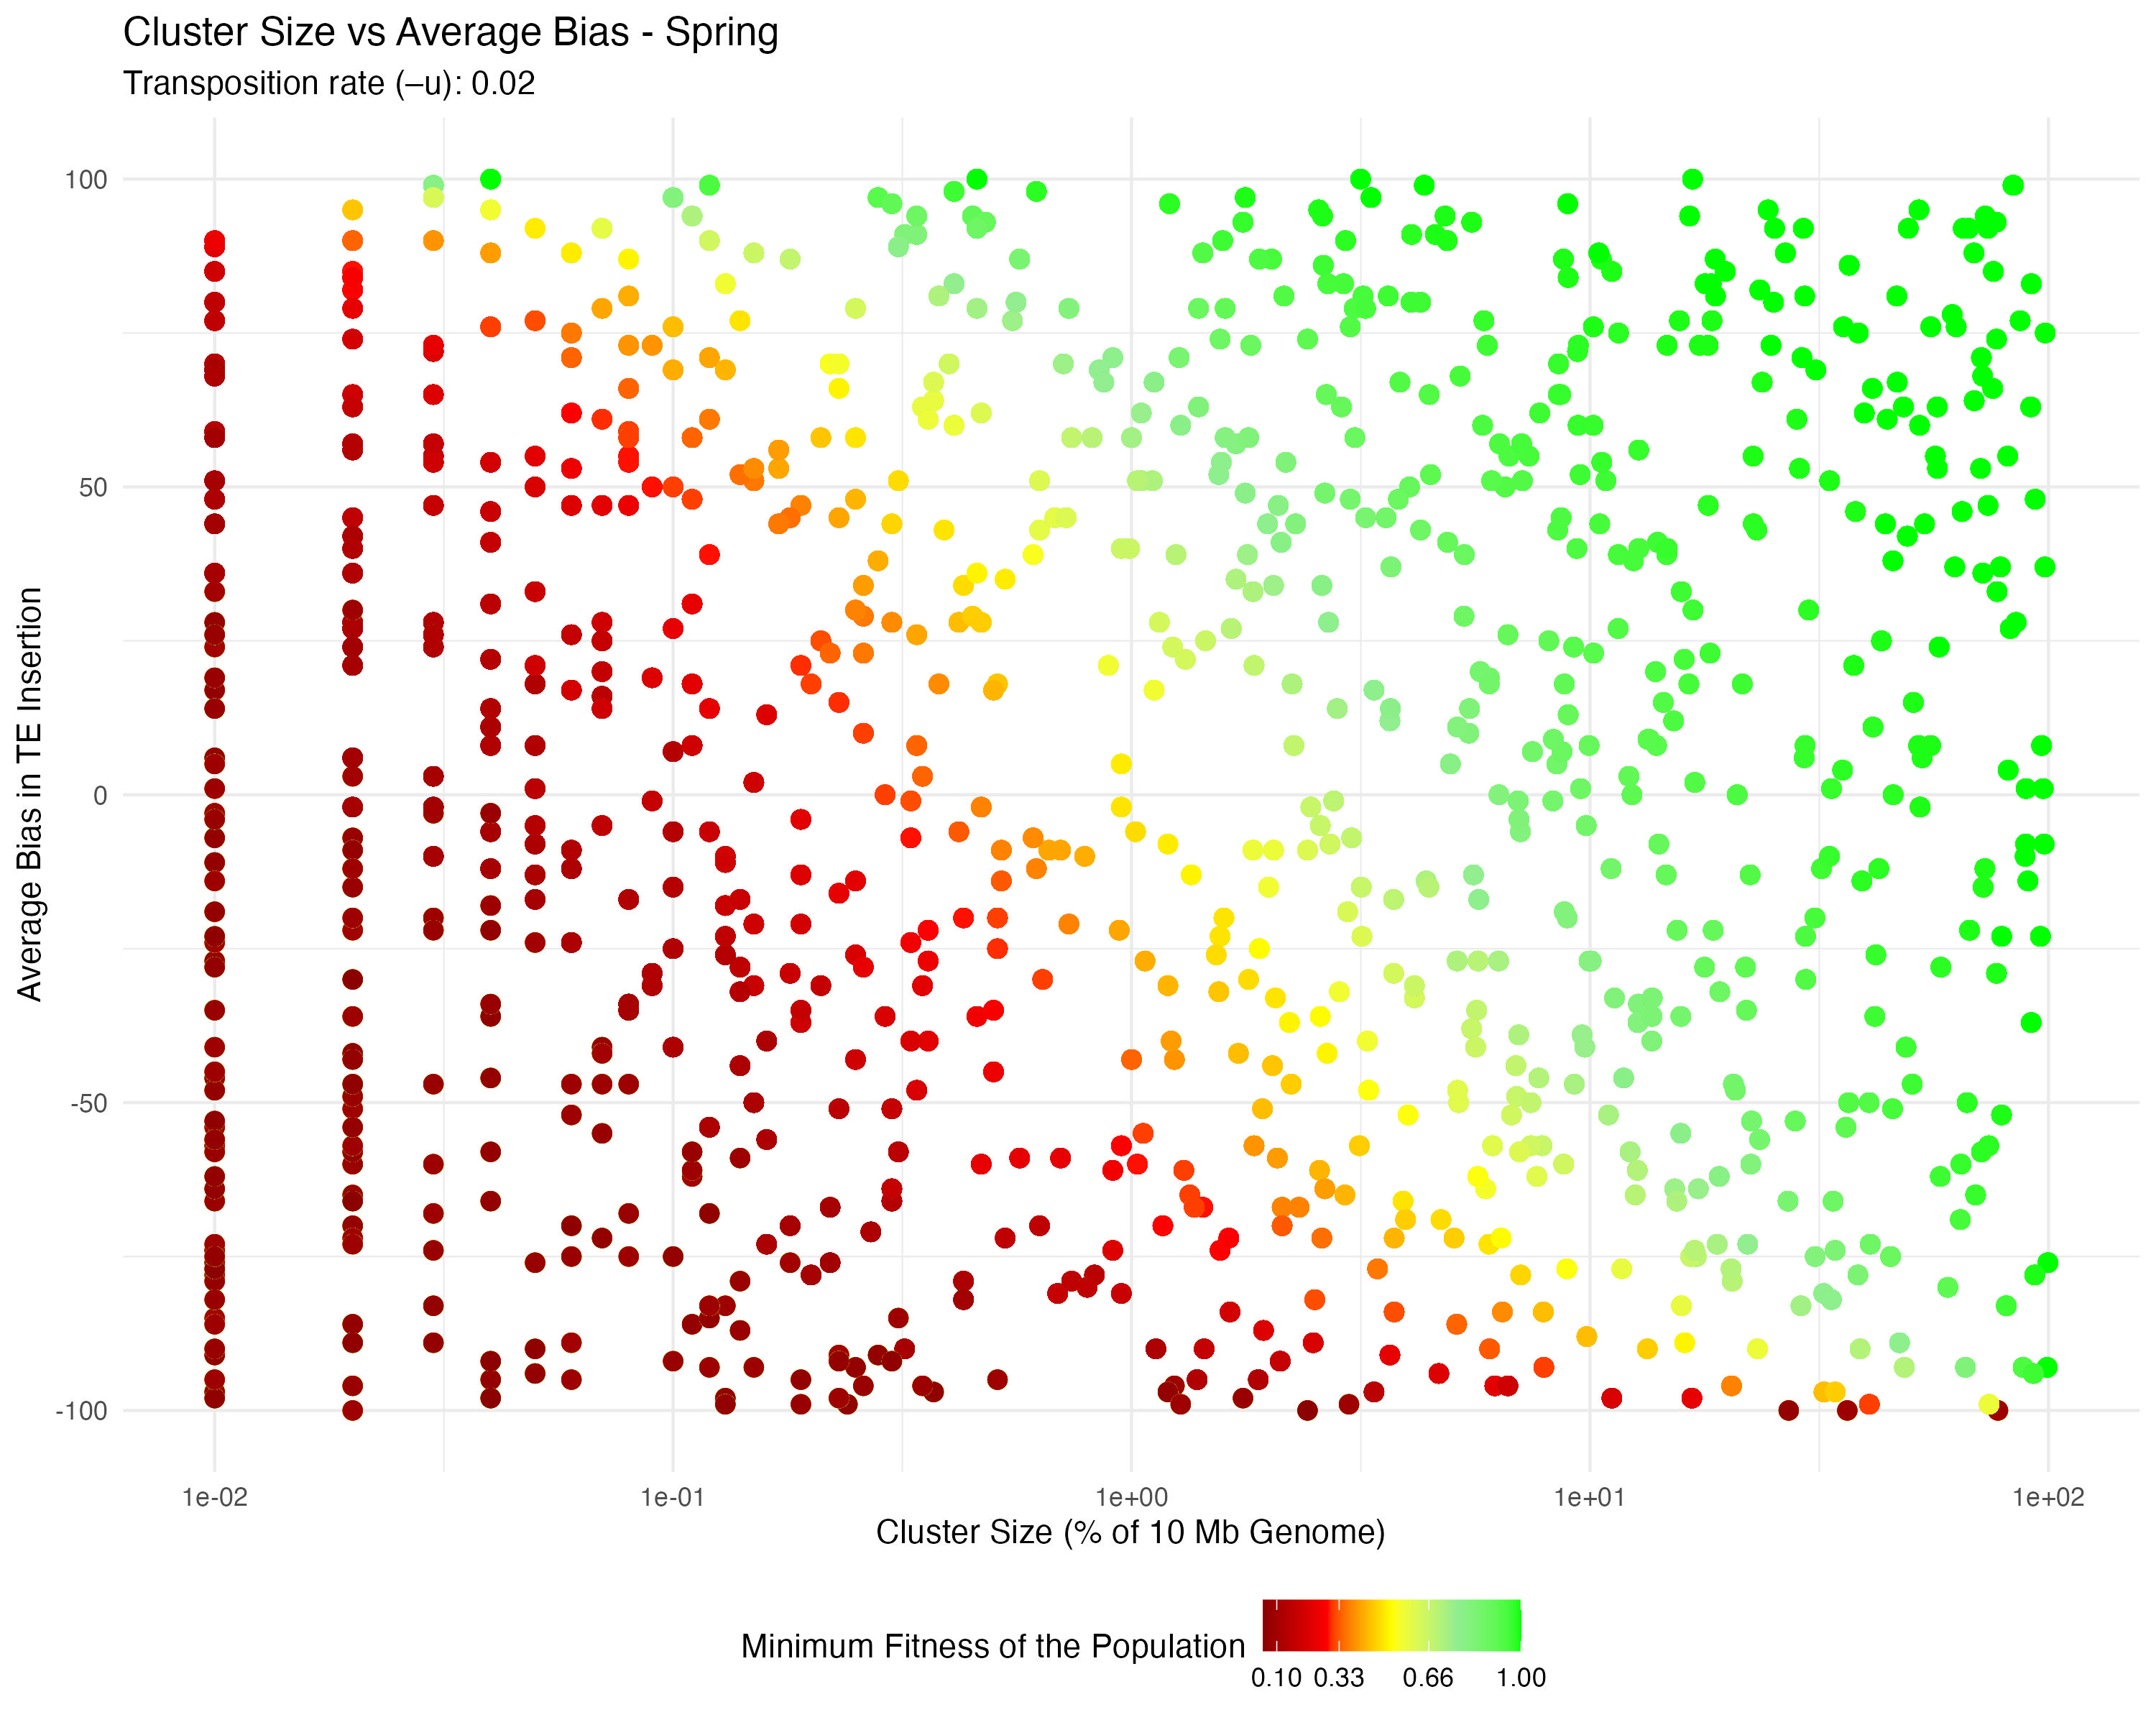 Cluster Size vs Average Bias - Spring
Transposition rate (−u): 0.02
Average Bias in TE Insertion
100
50
0
-50
-100
1e-02 1e-01 1e+00 1e+01 1e+02
Cluster Size (% of 10 Mb Genome)
Minimum Fitness of the Population
0.10 0.33 0.66 1.00